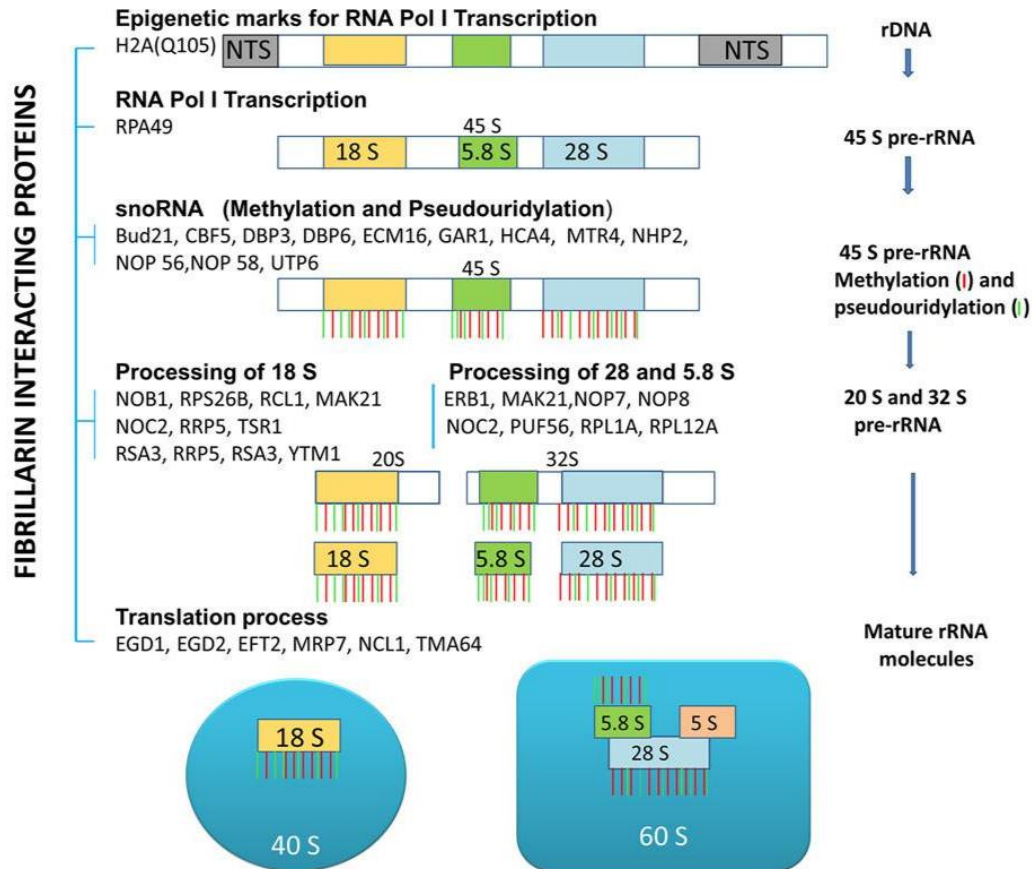 FIBRILLARIN INTERACTING PROTEINS
Epigenetic marks for RNA Pol I Transcription
H2A(Q105)
NTS
NTS
rDNA
RNA Pol I Transcription
RPA49
45 S
18 S
5.8 S
28 S
45 S pre-rRNA
snoRNA (Methylation and Pseudouridylation)
Bud21, CBF5, DBP3, DBP6, ECM16, GAR1, HCA4, MTR4, NHP2,
NOP 56,NOP 58, UTP6
45 S
45 S pre-rRNA
Methylation (I) and
pseudouridylation (I)
Processing of 18 S
NOB1, RPS26B, RCL1, MAK21
NOC2, RRP5, TSR1
RSA3, RRP5, RSA3, YTM1
Processing of 28 and 5.8 S
ERB1, MAK21,NOP7, NOP8
NOC2, PUF56, RPL1A, RPL12A
20 S and 32 S
pre-rRNA
20S
32S
18 S
5.8 S
28 S
Translation process
EGD1, EGD2, EFT2, MRP7, NCL1, TMA64
Mature rRNA
molecules
18 S
40 S
5.8 S
5 S
28 S
60 S